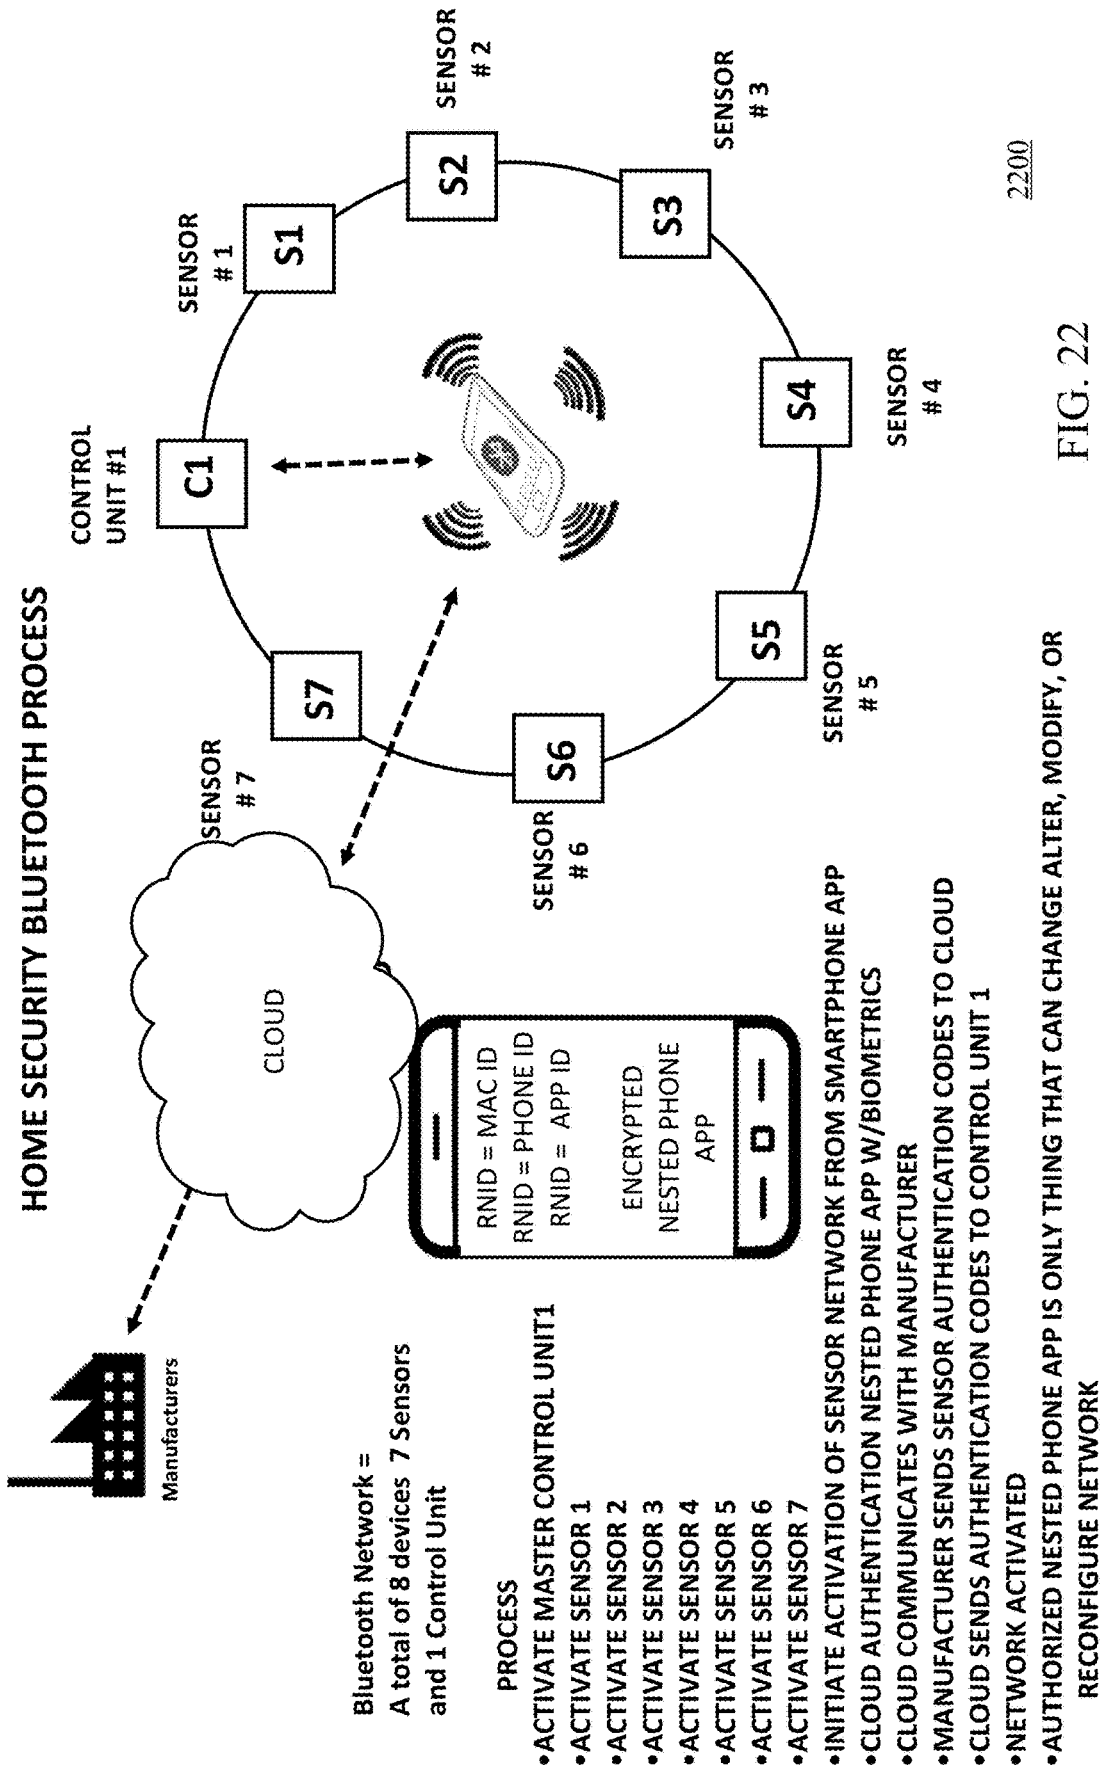 HOME SECURITY BLUETOOTH PROCESS
Manufacturers
CLOUD
Bluetooth Network =
A total of 8 devices 7 Sensors
and 1 Control Unit
RNID = MAC ID
RNID = PHONE ID
RNID = APP ID
ENCRYPTED
NESTED PHONE
APP
CONTROL
UNIT #1
C1
SENSOR
# 1
S1
SENSOR
# 2
S2
SENSOR
# 3
S3
SENSOR
# 4
S4
SENSOR
# 5
S5
SENSOR
# 6
S6
SENSOR
# 7
S7
PROCESS
•ACTIVATE MASTER CONTROL UNIT1
•ACTIVATE SENSOR 1
•ACTIVATE SENSOR 2
•ACTIVATE SENSOR 3
•ACTIVATE SENSOR 4
•ACTIVATE SENSOR 5
•ACTIVATE SENSOR 6
•ACTIVATE SENSOR 7
•INITIATE ACTIVATION OF SENSOR NETWORK FROM SMARTPHONE APP
•CLOUD AUTHENTICATION NESTED PHONE APP W/BIOMETRICS
•CLOUD COMMUNICATES WITH MANUFACTURER
•MANUFACTURER SENDS SENSOR AUTHENTICATION CODES TO CLOUD
•CLOUD SENDS AUTHENTICATION CODES TO CONTROL UNIT 1
•NETWORK ACTIVATED
•AUTHORIZED NESTED PHONE APP IS ONLY THING THAT CAN CHANGE ALTER, MODIFY, OR
RECONFIGURE NETWORK
2200
FIG. 22